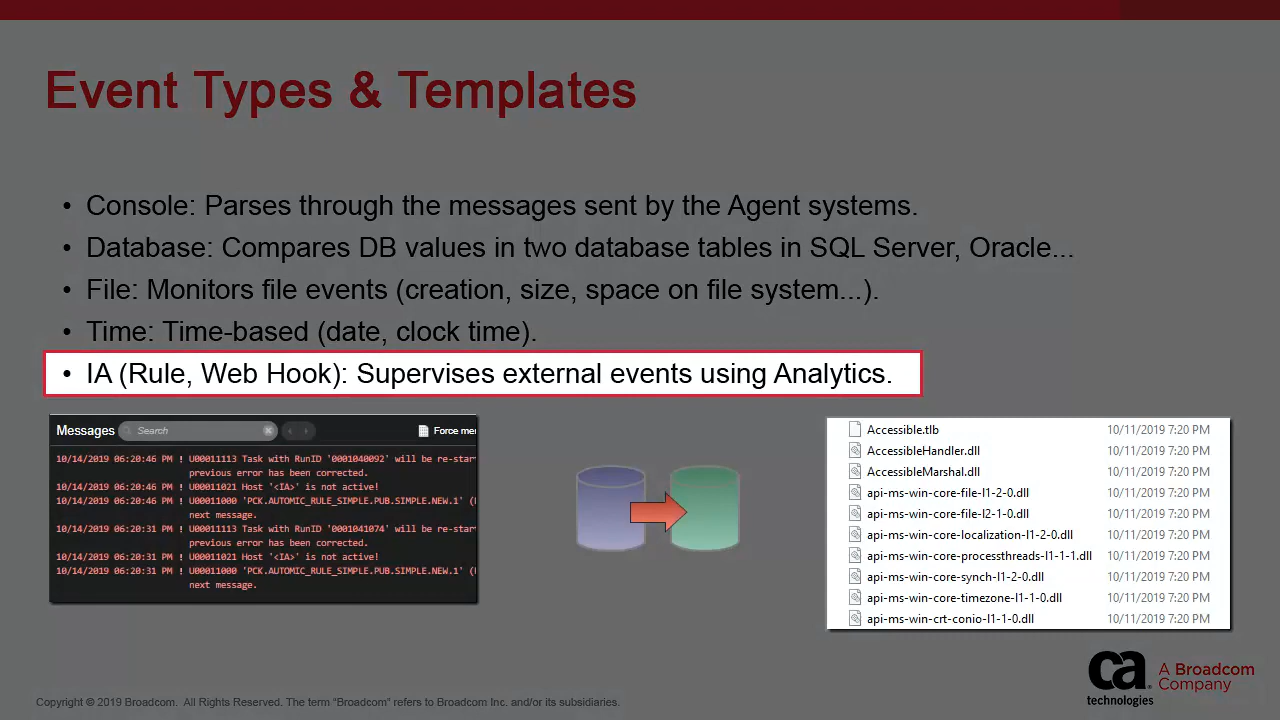 Event Types & Templates
• Console: Parses through the messages sent by the Agent systems.
• Database: Compares DB values in two database tables in SQL Server, Oracle...
• File: Monitors file events (creation, size, space on file system...).
• Time: Time-based (date, clock time).
• IA (Rule, Web Hook): Supervises external events using Analytics.
Messages Search Force mer
10/14/2019 06:20:46 PM ! U00011113 Task with RunID '0001040092' will be re-star
previous error has been corrected.
10/14/2019 06:20:46 PM ! U00011021 Host '<IA>' is not active!
10/14/2019 06:20:46 PM ! U00011000 'PCK.AUTOMIC_RULE_SIMPLE.PUB.SIMPLE.NEW.1' (
next message.
10/14/2019 06:20:31 PM ! U00011113 Task with RunID '0001041074' will be re-star
previous error has been corrected.
10/14/2019 06:20:31 PM ! U00011021 Host '<IA>' is not active!
10/14/2019 06:20:31 PM ! U00011000 'PCK.AUTOMIC_RULE_SIMPLE.PUB.SIMPLE.NEW.1' (
next message.
Accessible.tlb 10/11/2019 7:20 PM
AccessibleHandler.dll 10/11/2019 7:20 PM
AccessibleMarshal.dll 10/11/2019 7:20 PM
api-ms-win-core-file-l1-2-0.dll 10/11/2019 7:20 PM
api-ms-win-core-file-l2-1-0.dll 10/11/2019 7:20 PM
api-ms-win-core-localization-l1-2-0.dll 10/11/2019 7:20 PM
api-ms-win-core-processthreads-l1-1-1.dll 10/11/2019 7:20 PM
api-ms-win-core-synch-l1-2-0.dll 10/11/2019 7:20 PM
api-ms-win-core-timezone-l1-1-0.dll 10/11/2019 7:20 PM
api-ms-win-crt-conio-l1-1-0.dll 10/11/2019 7:20 PM
ca technologies
A Broadcom
Company
Copyright © 2019 Broadcom. All Rights Reserved. The term "Broadcom" refers to Broadcom Inc. and/or its subsidiaries.